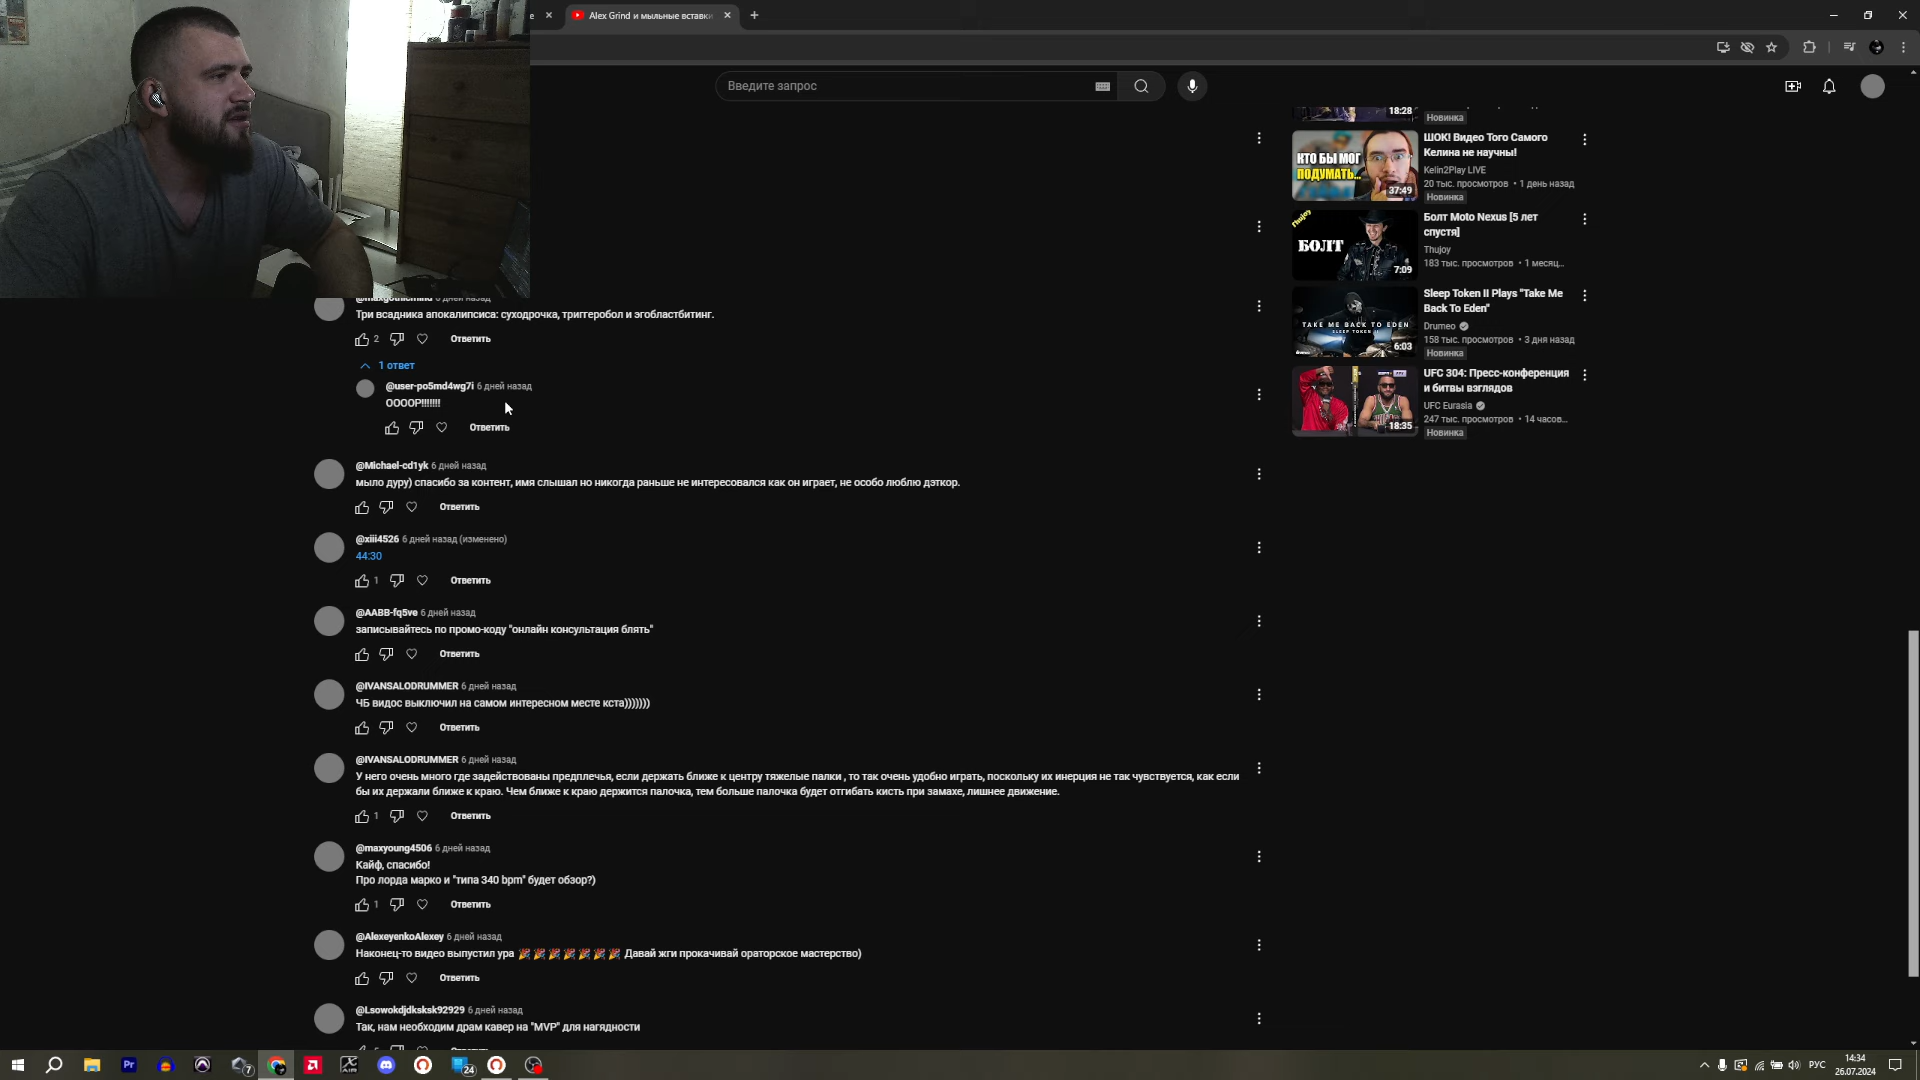 Alex Grind и мыльные вставки
Введите запрос
18:28
Новинка
КТО БЫ МОГ
ПОДУМАТЬ...
37:49
ШОК! Видео Того Самого
Келина не научны!
Kelin2Play LIVE
20 тыс. просмотров • 1 день назад
Новинка
Thujoy
БОЛТ
7:09
Болт Moto Nexus [5 лет
спустя]
Thujoy
183 тыс. просмотров • 1 месяц...
TAKE ME BACK TO EDEN
SLEEP TOKEN II
6:03
Sleep Token II Plays "Take Me
Back To Eden"
Drumeo
158 тыс. просмотров • 3 дня назад
Новинка
18:35
UFC 304: Пресс-конференция
и битвы взглядов
UFC Eurasia
247 тыс. просмотров • 14 часов...
Новинка
6 дней назад
Три всадника апокалипсиса: суходрочка, триггеробол и эгобластбитинг.
2 Ответить
1 ответ
@user-po5md4wg7i 6 дней назад
ООООР!!!!!!!
Ответить
@Michael-cd1yk 6 дней назад
мыло дуру) спасибо за контент, имя слышал но никогда раньше не интересовался как он играет, не особо люблю дэткор.
Ответить
@xiii4526 6 дней назад (изменено)
44:30
1 Ответить
@AABB-fq5ve 6 дней назад
записывайтесь по промо-коду "онлайн консультация блять"
Ответить
@IVANSALODRUMMER 6 дней назад
ЧБ видос выключил на самом интересном месте кста)))))))
Ответить
@IVANSALODRUMMER 6 дней назад
У него очень много где задействованы предплечья, если держать ближе к центру тяжелые палки , то так очень удобно играть, поскольку их инерция не так чувствуется, как если
бы их держали ближе к краю. Чем ближе к краю держится палочка, тем больше палочка будет отгибать кисть при замахе, лишнее движение.
1 Ответить
@maxyoung4506 6 дней назад
Кайф, спасибо!
Про лорда марко и "типа 340 bpm" будет обзор?)
1 Ответить
@AlexeyenkoAlexey 6 дней назад
Наконец-то видео выпустил ура 🎉🎉🎉🎉🎉🎉🎉 Давай жги прокачивай ораторское мастерство)
Ответить
@Lsowokdjdksksk92929 6 дней назад
Так, нам необходим драм кавер на "MVP" для нагядности
Pr
7
24
РУС
14:34
26.07.2024